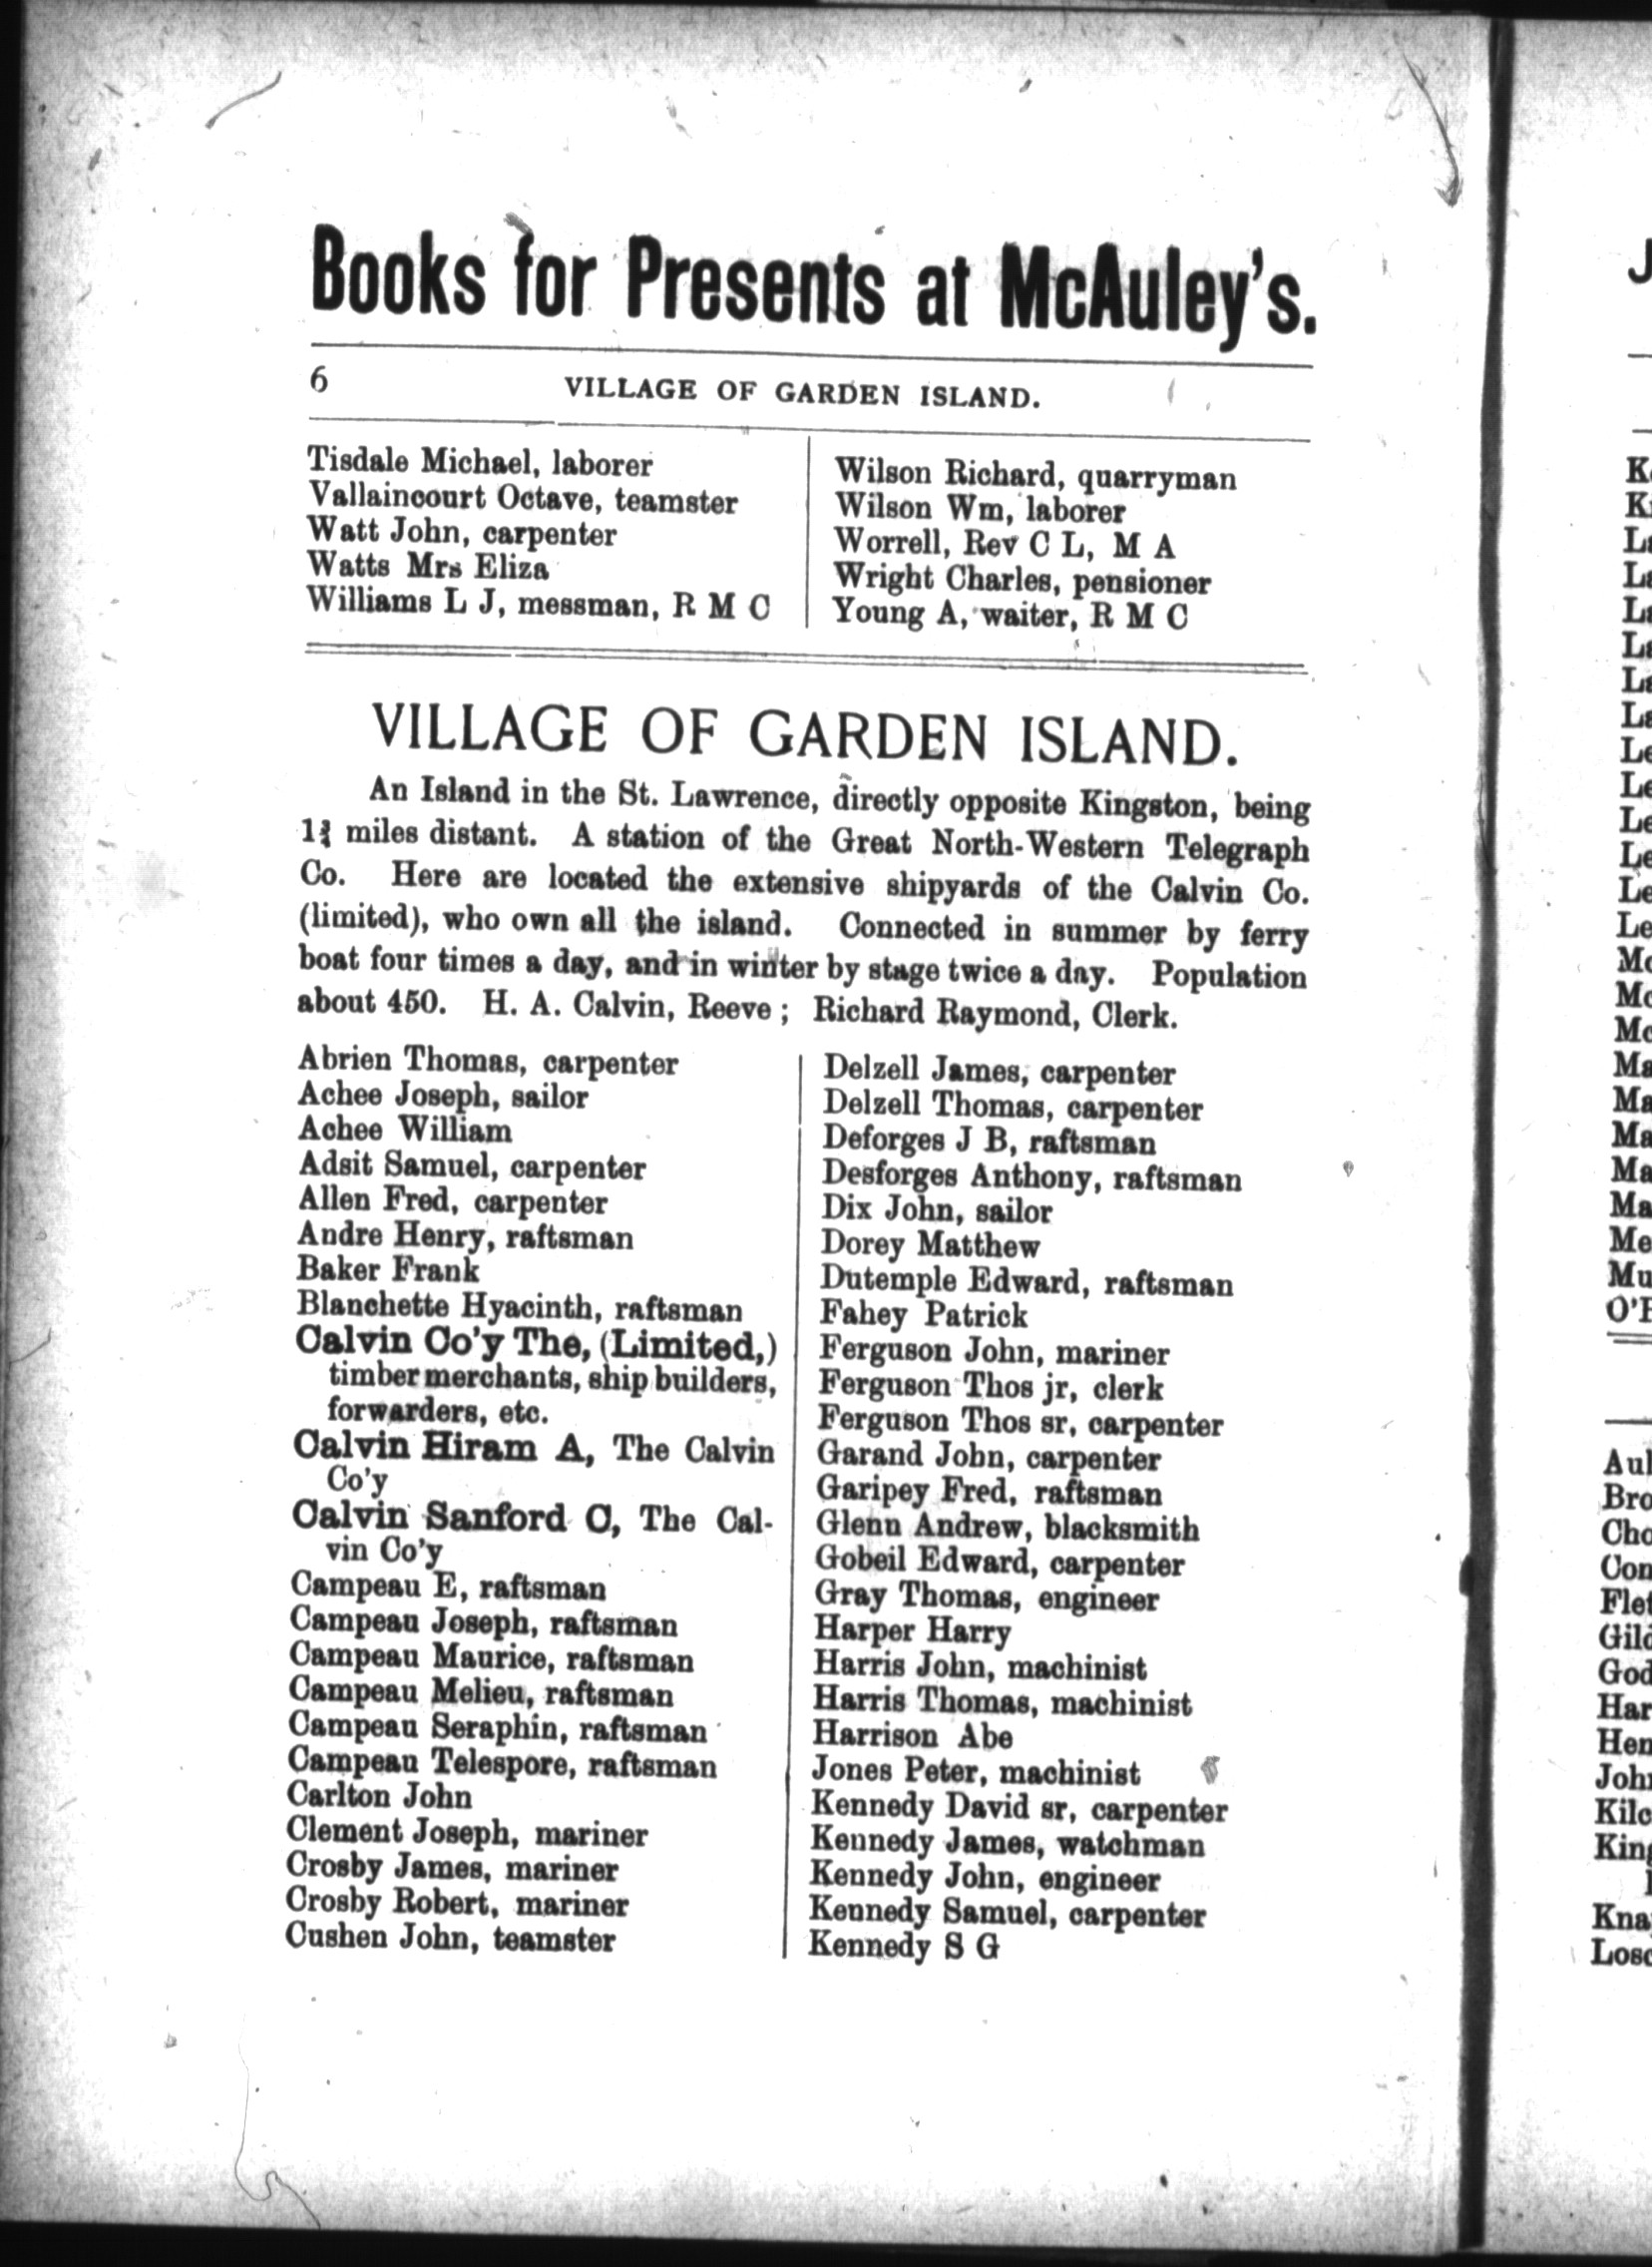 Books for Presents at McAuley's.
6 VILLAGE OF GARDEN ISLAND.
Tisdale Michael, laborer
Vallaincourt Octave, teamster
Watt John, carpenter
Watts Mrs Eliza
Williams L J, messman, R M C
Wilson Richard, quarryman
Wilson Wm, laborer
Worrell, Rev C L, M A
Wright Charles, pensioner
Young A, waiter, R M C
VILLAGE OF GARDEN ISLAND.
An Island in the St. Lawrence, directly opposite Kingston, being
1¾ miles distant. A station of the Great North-Western Telegraph
Co. Here are located the extensive shipyards of the Calvin Co.
(limited), who own all the island. Connected in summer by ferry
boat four times a day, and in winter by stage twice a day. Population
about 450. H. A. Calvin, Reeve; Richard Raymond, Clerk.
Abrien Thomas, carpenter
Achee Joseph, sailor
Achee William
Adsit Samuel, carpenter
Allen Fred, carpenter
Andre Henry, raftsman
Baker Frank
Blanchette Hyacinth, raftsman
Calvin Co'y The, (Limited,)
timber merchants, ship builders,
forwarders, etc.
Calvin Hiram A, The Calvin
Co'y
Calvin Sanford C, The Cal-
vin Co'y
Campeau E, raftsman
Campeau Joseph, raftsman
Campeau Maurice, raftsman
Campeau Melieu, raftsman
Campeau Seraphin, raftsman
Campeau Telespore, raftsman
Carlton John
Clement Joseph, mariner
Crosby James, mariner
Crosby Robert, mariner
Cushen John, teamster
Delzell James, carpenter
Delzell Thomas, carpenter
Deforges J B, raftsman
Desforges Anthony, raftsman
Dix John, sailor
Dorey Matthew
Dutemple Edward, raftsman
Fahey Patrick
Ferguson John, mariner
Ferguson Thos jr, clerk
Ferguson Thos sr, carpenter
Garand John, carpenter
Garipey Fred, raftsman
Glenn Andrew, blacksmith
Gobeil Edward, carpenter
Gray Thomas, engineer
Harper Harry
Harris John, machinist
Harris Thomas, machinist
Harrison Abe
Jones Peter, machinist
Kennedy David sr, carpenter
Kennedy James, watchman
Kennedy John, engineer
Kennedy Samuel, carpenter
Kennedy S G